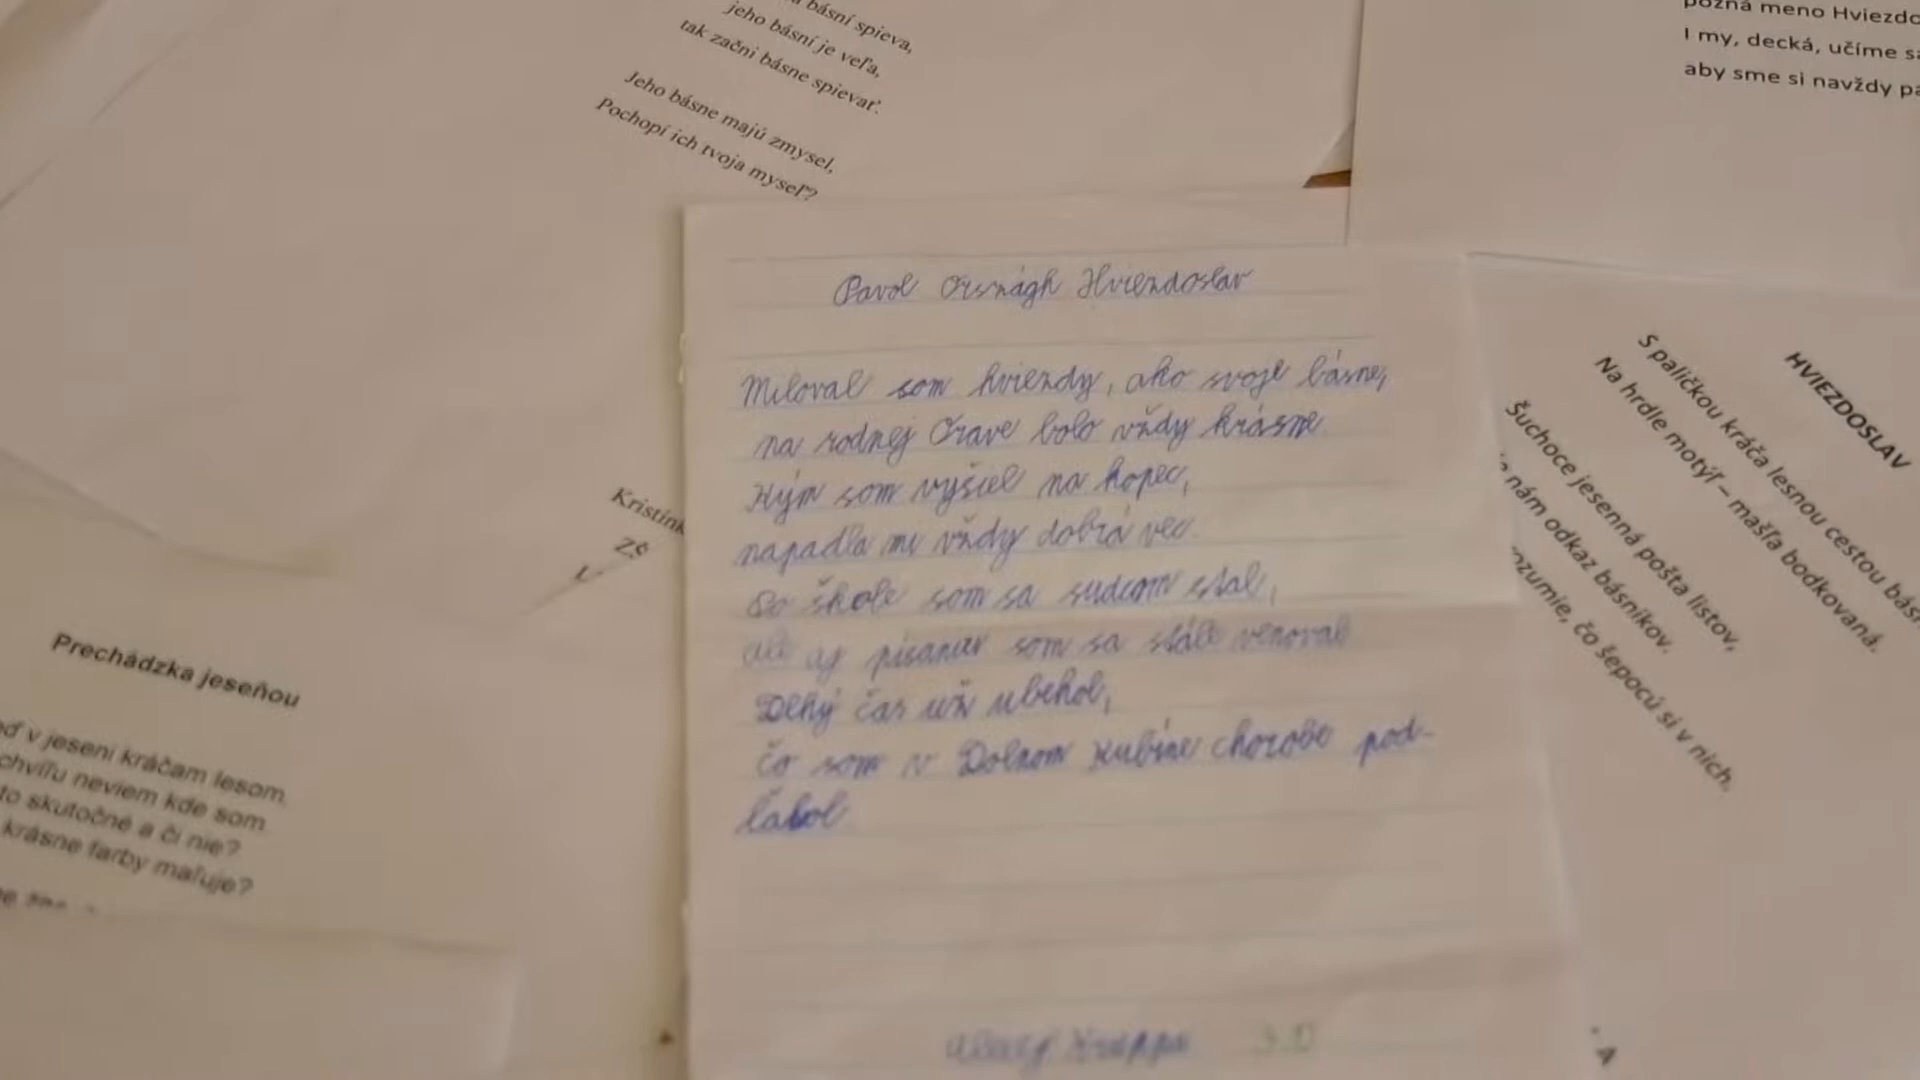 básní spieva,
jeho básní je veľa,
tak začni básne spievať.
Jeho básne majú zmysel,
Pochopí ich tvoja myseľ?
pozná meno
I my, decká, učíme
aby sme si navždy
Pavol Országh Hviezdoslav
Miloval som hviezdy, ako svoje básne,
na rodnej Orave bolo vždy krásne
Kým som vyšiel na kopec,
napadla mi vždy dobrá vec.
Po škole som sa sudcom stal,
ale aj písaniu som sa stále venoval
Dlhý čas už ubehol,
čo som v Dolnom Kubíne chorobe pod-
ľahol
HVIEZDOSLAV
S paličkou kráča lesnou cestou
Na hrdle motýľ – mašľa bodkovaná.
Šuchoce jesenná pošta listov,
nám odkaz básnikov.
čo šepocú si v nich.
ZŠ
Prechádzka jeseňou
v jeseni kráčam lesom
chvíľu neviem kde som
to skutočné a či nie?
krásne farby maľuje?